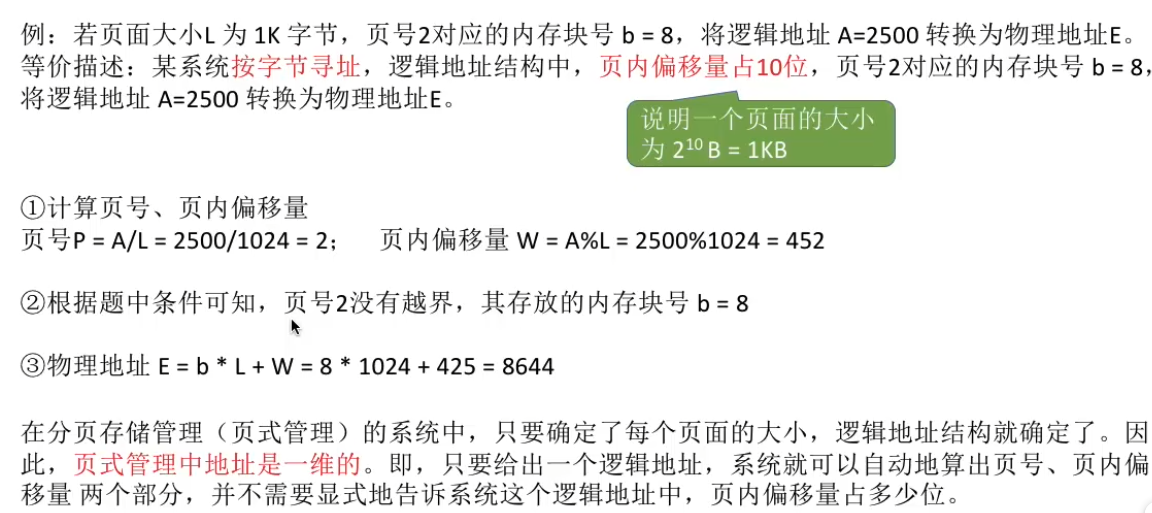 例：若页面大小L 为 1K 字节，页号2对应的内存块号 b = 8，将逻辑地址 A=2500 转换为物理地址E。
等价描述：某系统按字节寻址，逻辑地址结构中，页内偏移量占10位，页号2对应的内存块号 b = 8，
将逻辑地址 A=2500 转换为物理地址E。
说明一个页面的大小
为 2¹⁰ B = 1KB
①计算页号、页内偏移量
页号P = A/L = 2500/1024 = 2； 页内偏移量 W = A%L = 2500%1024 = 452
②根据题中条件可知，页号2没有越界，其存放的内存块号 b = 8
③物理地址 E = b * L + W = 8 * 1024 + 425 = 8644
在分页存储管理（页式管理）的系统中，只要确定了每个页面的大小，逻辑地址结构就确定了。因
此，页式管理中地址是一维的。即，只要给出一个逻辑地址，系统就可以自动地算出页号、页内偏
移量 两个部分，并不需要显式地告诉系统这个逻辑地址中，页内偏移量占多少位。